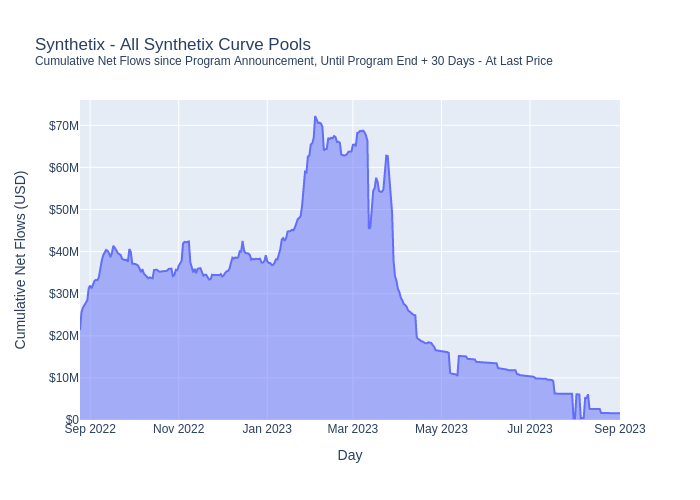 Synthetix - All Synthetix Curve Pools
Cumulative Net Flows since Program Announcement, Until Program End + 30 Days - At Last Price
$70M
$60M
$50M
$40M
$30M
$20M
$10M
$0
Cumulative Net Flows (USD)
Sep 2022 Nov 2022 Jan 2023 Mar 2023 May 2023 Jul 2023 Sep 2023
Day